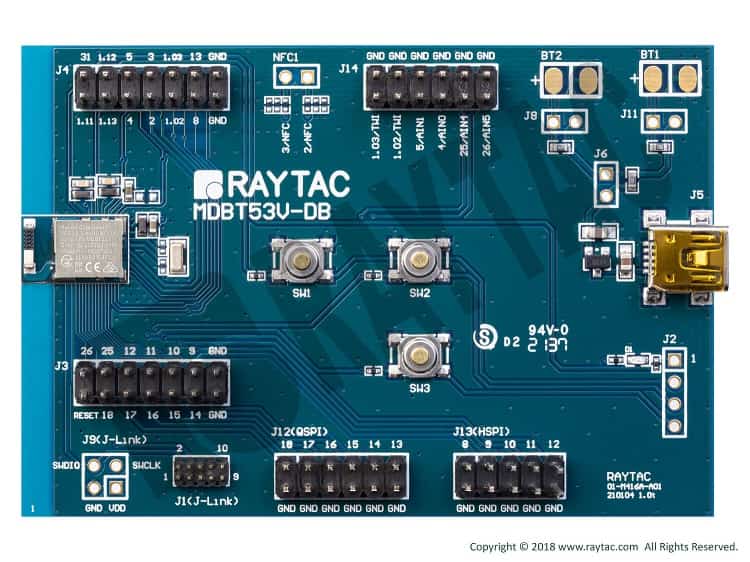 31 1.12 5 3 1.03 13 GND
J4
1.11 1.13 4 2 1.02 8 GND
NFC1
3/NFC
2/NFC
GND GND GND GND GND GND
J14
1.03/TWI
1.02/TWI
5/AIN1
4/AIN0
25/AIN4
26/AIN5
BT2
BT1
+
+
J8
J11
J6
J5
RAYTAC
MDBT53V-DB
SW1
SW2
SW3
S D2 94V-0
2137
J2
1
26 25 12 11 10 9 GND
J3
RESET 18 17 16 15 14 GND
J9(J-Link)
SWDIO SWCLK
GND VDD
2 10
1 9
J1(J-Link)
J12(QSPI)
18 17 16 15 14 13
GND GND GND GND GND GND
J13(HSPI)
8 9 10 11 12
GND GND GND GND GND
RAYTAC
01-M416A-A01
210104 1.0t
1
RAYTAC
Copyright © 2018 www.raytac.com All Rights Reserved.